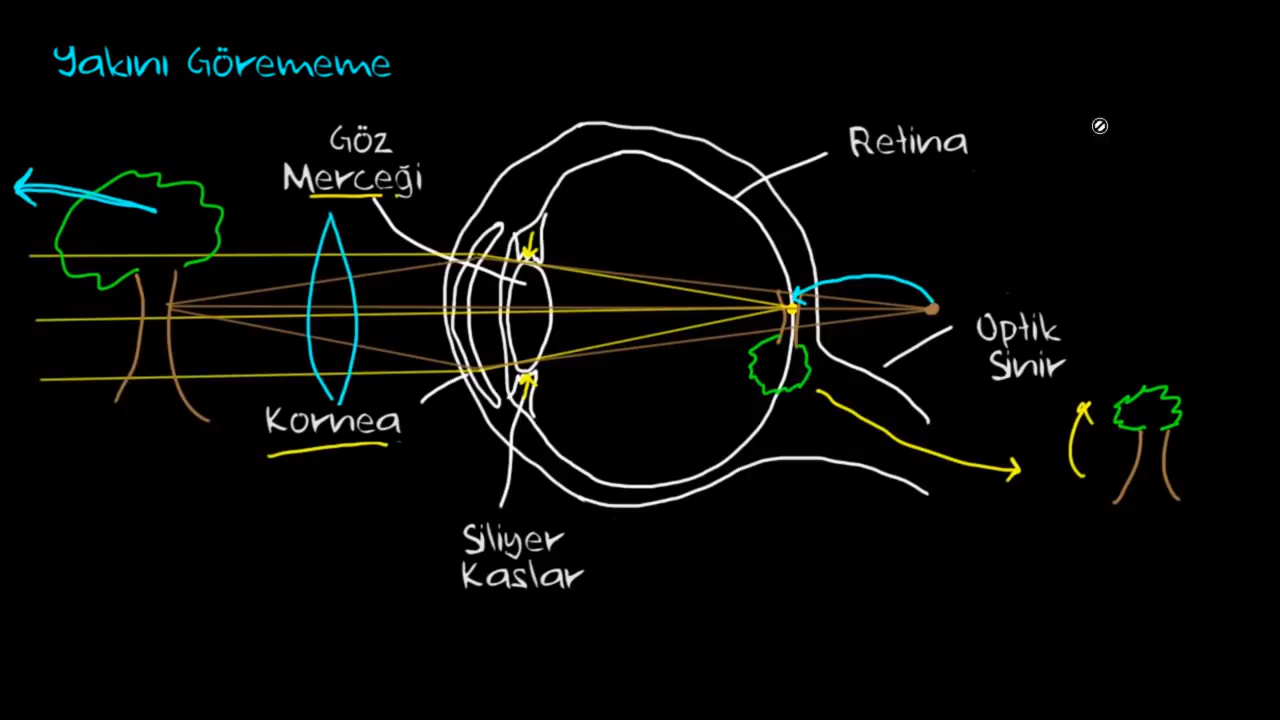 Yakını Görememe
Göz
Merceği
Retina
Optik
Sinir
Kornea
Siliyer
Kaslar